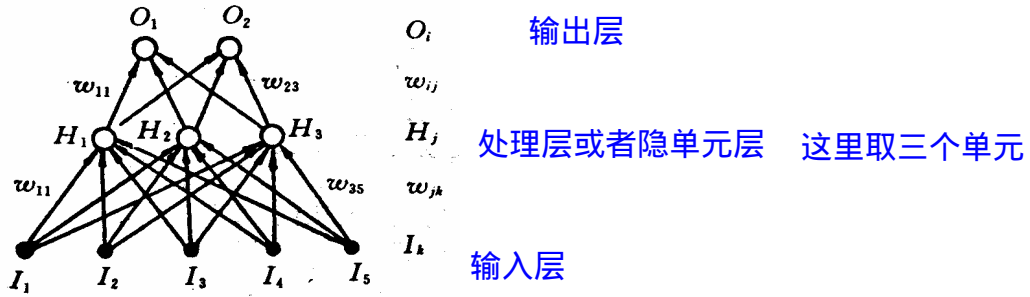 O₁ O₂ Oᵢ 输出层
w₁₁ w₂₃ wᵢⱼ
H₁ H₂ H₃ Hⱼ 处理层或者隐单元层 这里取三个单元
w₁₁ w₃₅ wⱼₖ
I₁ I₂ I₃ I₄ I₅ Iₖ 输入层